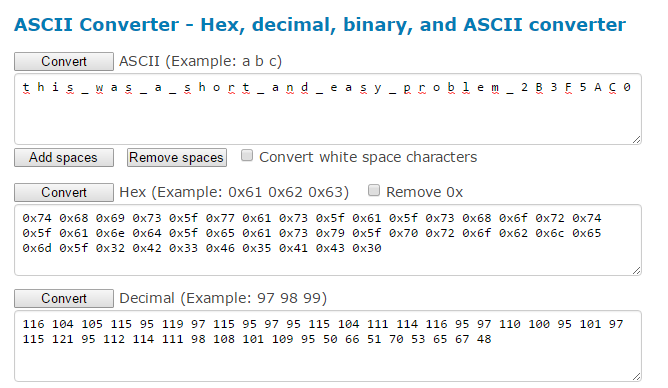 ASCII Converter - Hex, decimal, binary, and ASCII converter
Convert ASCII (Example: a b c)
t h i s _ w a s _ a _ s h o r t _ a n d _ e a s y _ p r o b l e m _ 2 B 3 F 5 A C 0
Add spaces Remove spaces Convert white space characters
Convert Hex (Example: 0x61 0x62 0x63) Remove 0x
0x74 0x68 0x69 0x73 0x5f 0x77 0x61 0x73 0x5f 0x61 0x5f 0x73 0x68 0x6f 0x72 0x74
0x5f 0x61 0x6e 0x64 0x5f 0x65 0x61 0x73 0x79 0x5f 0x70 0x72 0x6f 0x62 0x6c 0x65
0x6d 0x5f 0x32 0x42 0x33 0x46 0x35 0x41 0x43 0x30
Convert Decimal (Example: 97 98 99)
116 104 105 115 95 119 97 115 95 97 95 115 104 111 114 116 95 97 110 100 95 101 97
115 121 95 112 114 111 98 108 101 109 95 50 66 51 70 53 65 67 48